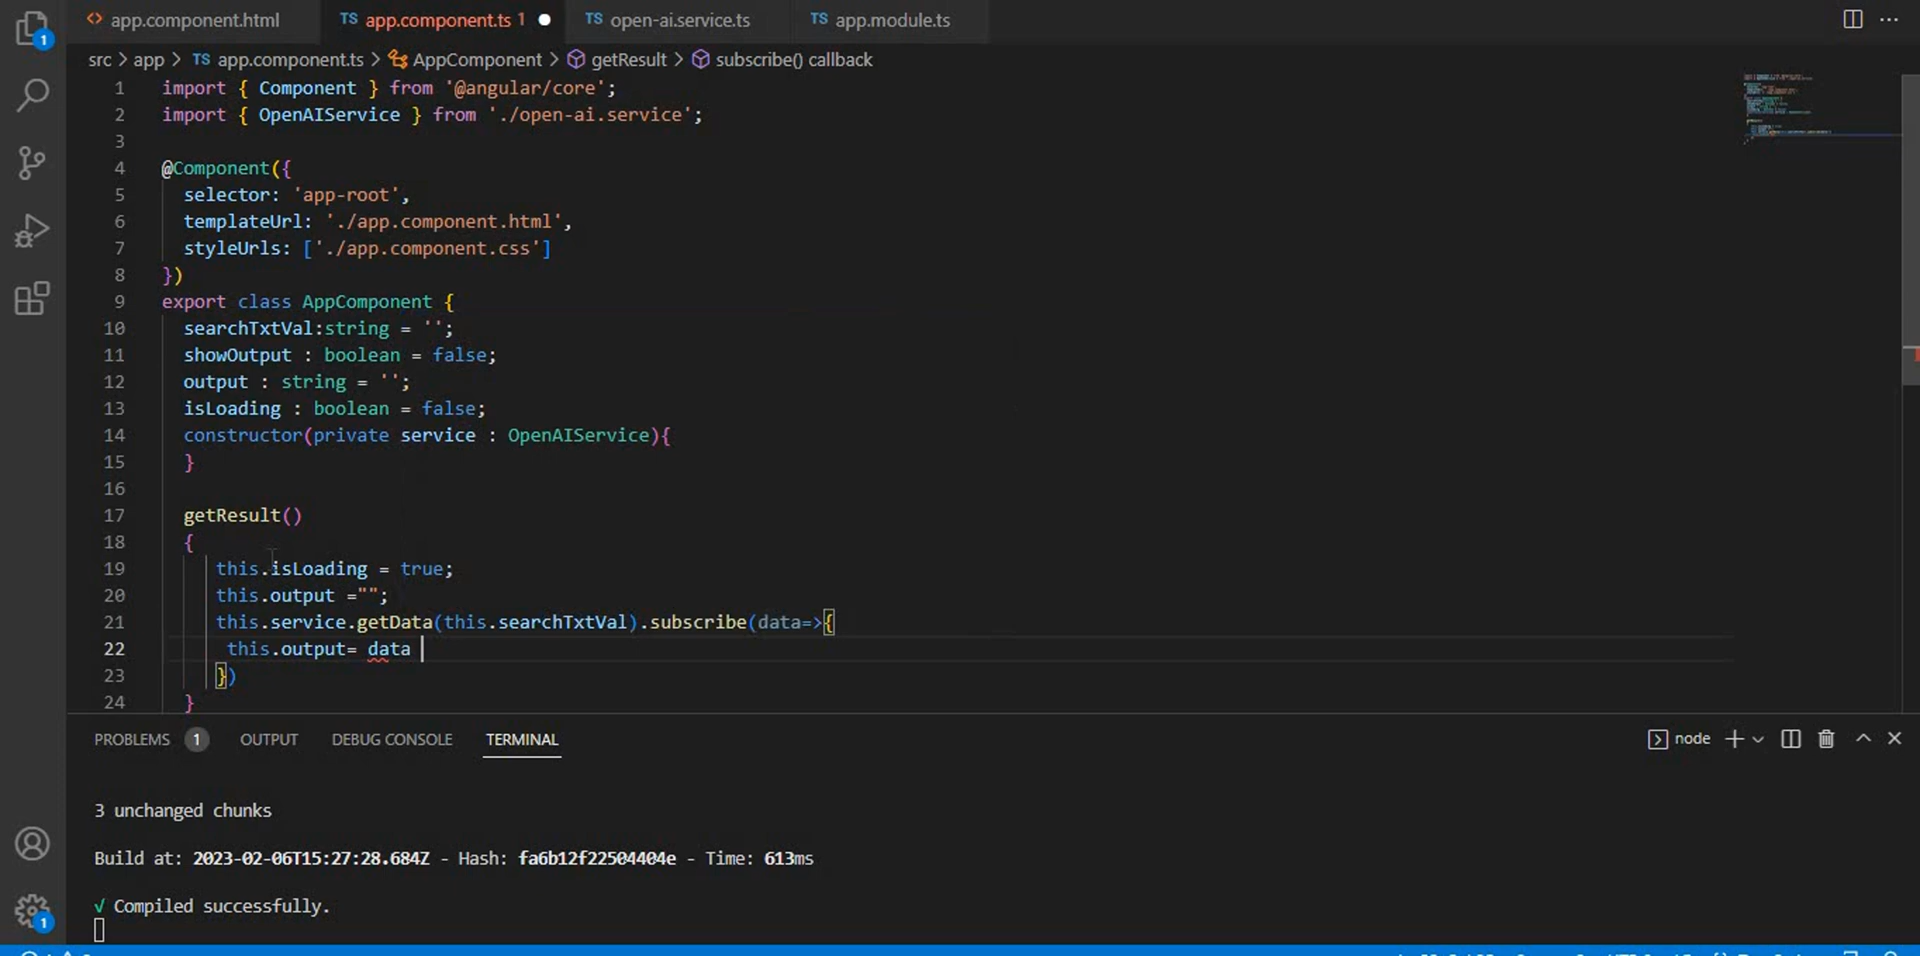 app.component.html
TS app.component.ts 1
TS open-ai.service.ts
TS app.module.ts
1
src > app > TS app.component.ts > AppComponent > getResult > subscribe() callback
1 import { Component } from '@angular/core';
2 import { OpenAIService } from './open-ai.service';
3
4 @Component({
5 selector: 'app-root',
6 templateUrl: './app.component.html',
7 styleUrls: ['./app.component.css']
8 })
9 export class AppComponent {
10 searchTxtVal:string = '';
11 showOutput : boolean = false;
12 output : string = '';
13 isLoading : boolean = false;
14 constructor(private service : OpenAIService){
15 }
16
17 getResult()
18 {
19 this.isLoading = true;
20 this.output ="";
21 this.service.getData(this.searchTxtVal).subscribe(data=>{
22 this.output= data
23 })
24 }
PROBLEMS 1 OUTPUT DEBUG CONSOLE TERMINAL
node
3 unchanged chunks
Build at: 2023-02-06T15:27:28.684Z - Hash: fa6b12f22504404e - Time: 613ms
√ Compiled successfully.
1